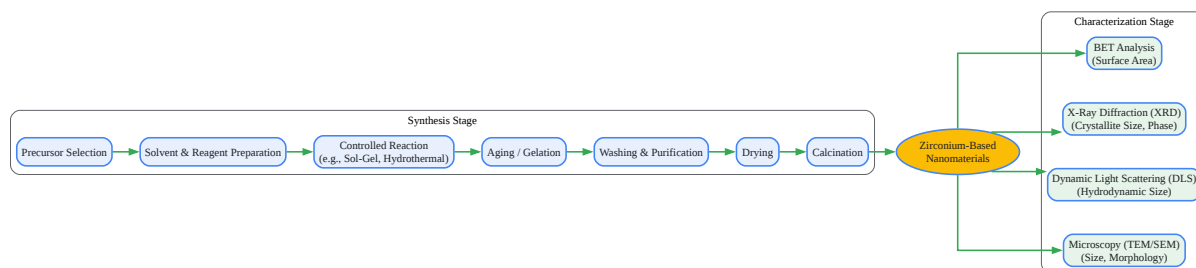 Synthesis Stage
Precursor Selection
Solvent & Reagent Preparation
Controlled Reaction
(e.g., Sol-Gel, Hydrothermal)
Aging / Gelation
Washing & Purification
Drying
Calcination
Zirconium-Based
Nanomaterials
Characterization Stage
BET Analysis
(Surface Area)
X-Ray Diffraction (XRD)
(Crystallite Size, Phase)
Dynamic Light Scattering (DLS)
(Hydrodynamic Size)
Microscopy (TEM/SEM)
(Size, Morphology)